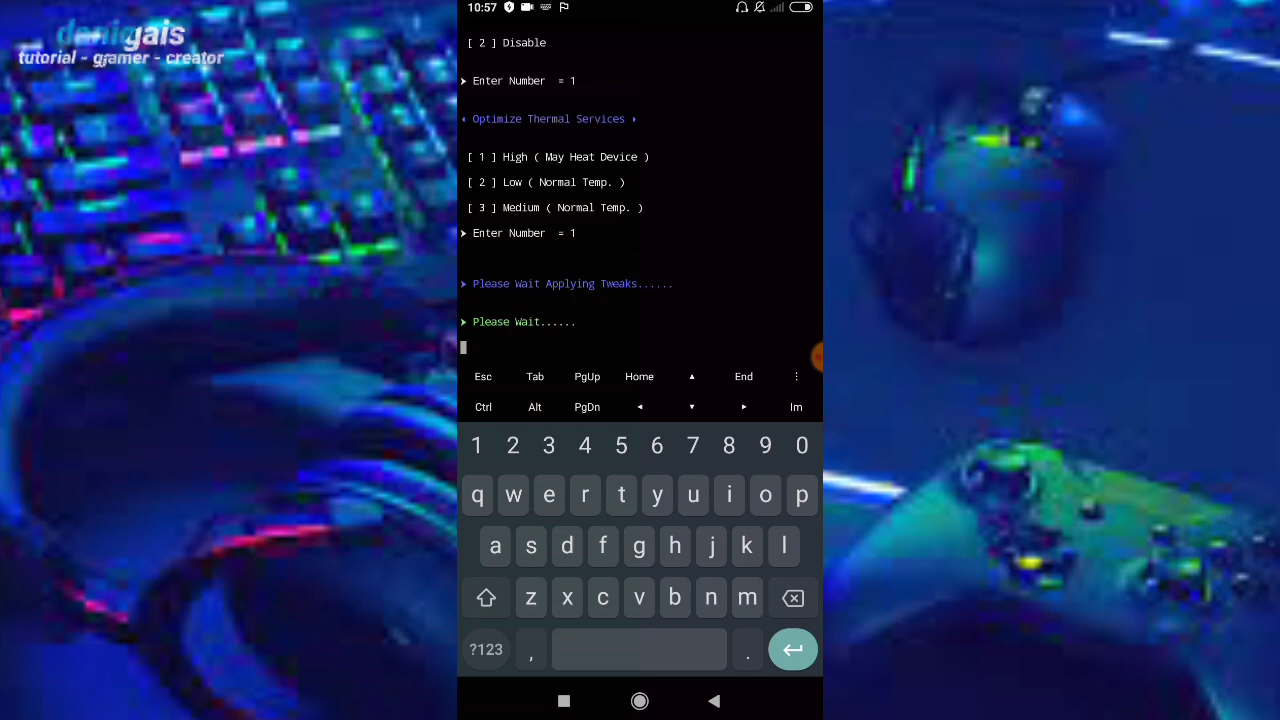 danigais
tutorial - gamer - creator
10:57
[ 2 ] Disable
Enter Number = 1
Optimize Thermal Services
[ 1 ] High ( May Heat Device )
[ 2 ] Low ( Normal Temp. )
[ 3 ] Medium ( Normal Temp. )
Enter Number = 1
Please Wait Applying Tweaks......
Please Wait......
Esc Tab PgUp Home End
Ctrl Alt PgDn Im
1 2 3 4 5 6 7 8 9 0
q w e r t y u i o p
a s d f g h j k l
z x c v b n m
?123 , .